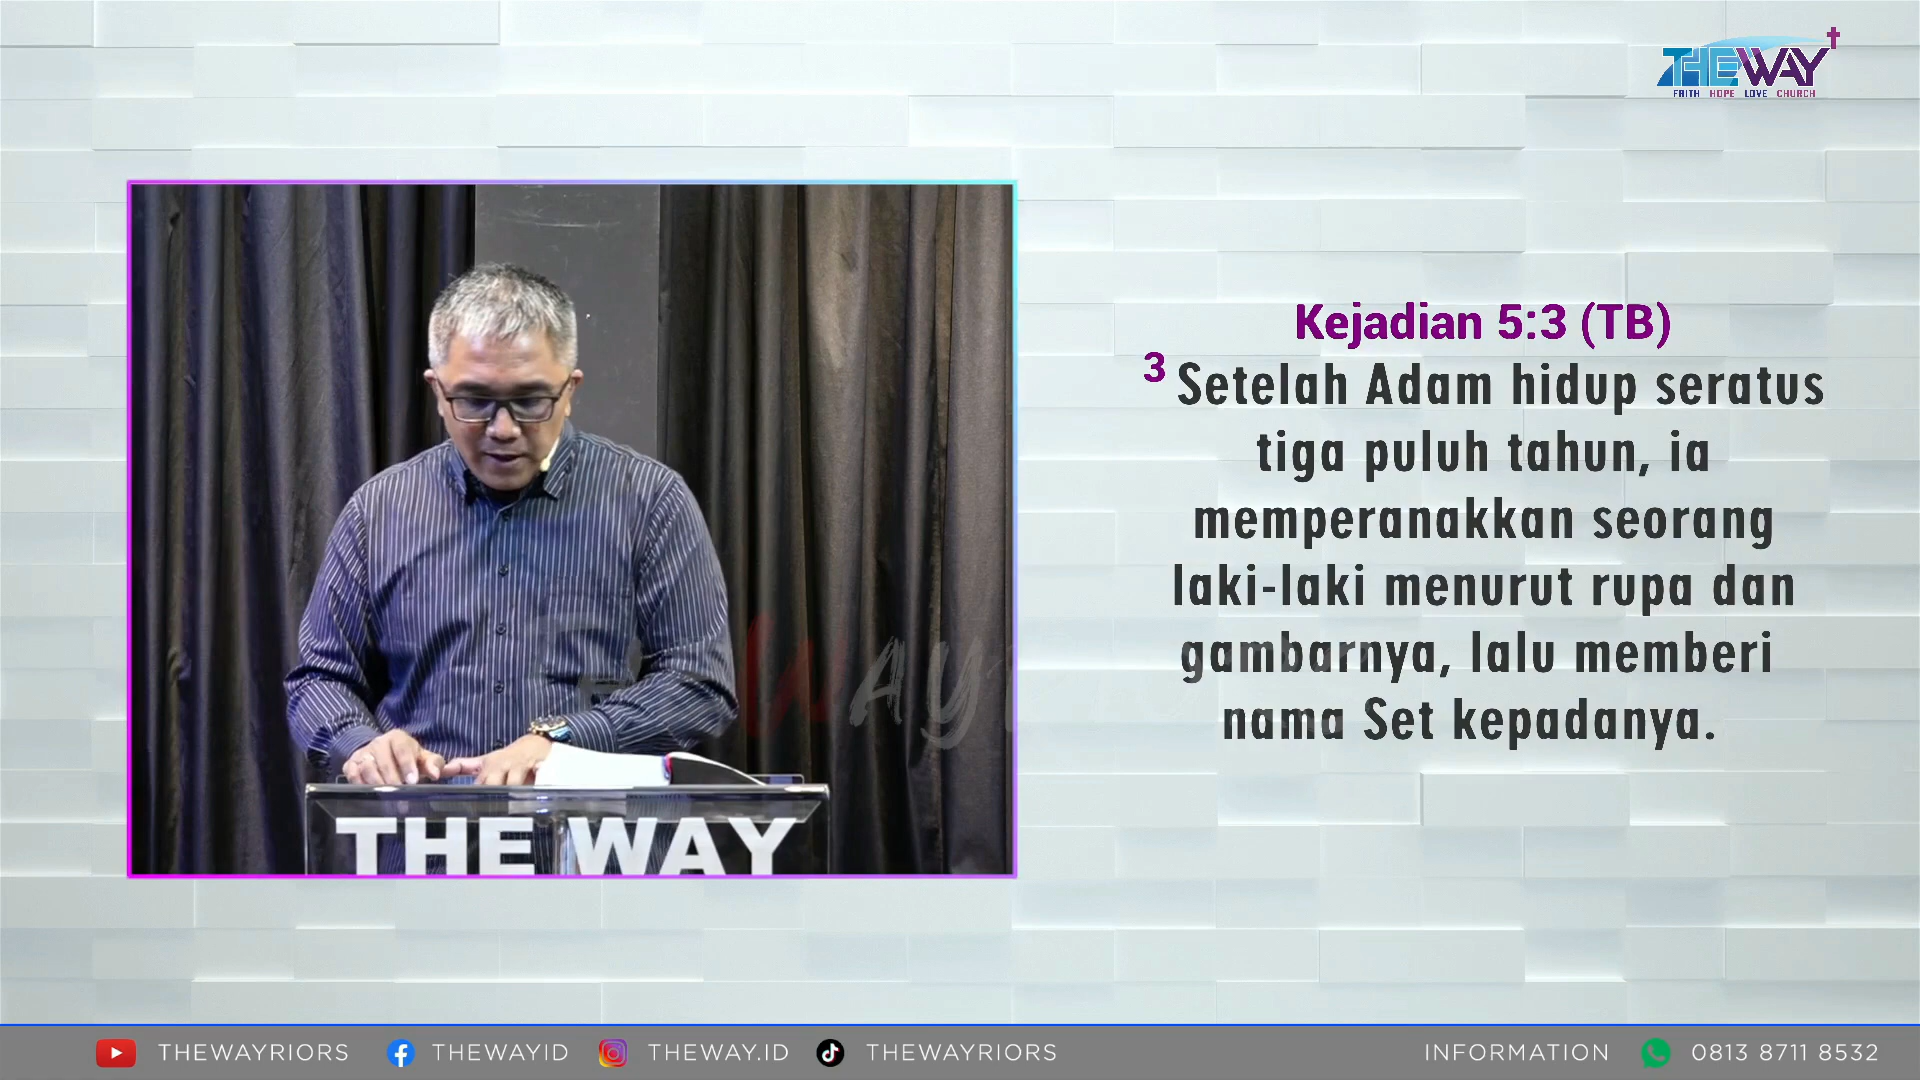 THEWAY
FAITH HOPE LOVE CHURCH
Kejadian 5:3 (TB)
3 Setelah Adam hidup seratus
tiga puluh tahun, ia
memperanakkan seorang
laki-laki menurut rupa dan
gambarnya, lalu memberi
nama Set kepadanya.
THE WAY
THEWAYRIORS
THEWAYID
THEWAY.ID
THEWAYRIORS
INFORMATION
0813 8711 8532